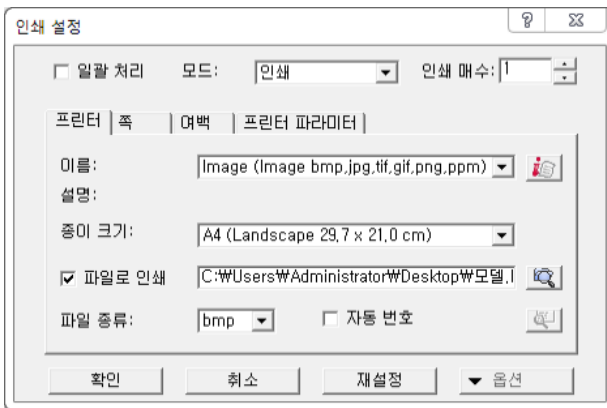 인쇄 설정
일괄 처리 모드: 인쇄 인쇄 매수: 1
프린터 쪽 여백 프린터 파라미터
이름: Image (Image bmp,jpg,tif,gif,png,ppm)
설명:
종이 크기: A4 (Landscape 29,7 x 21,0 cm)
파일로 인쇄 C:₩Users₩Administrator₩Desktop₩모델.l
파일 종류: bmp 자동 번호
확인 취소 재설정 옵션